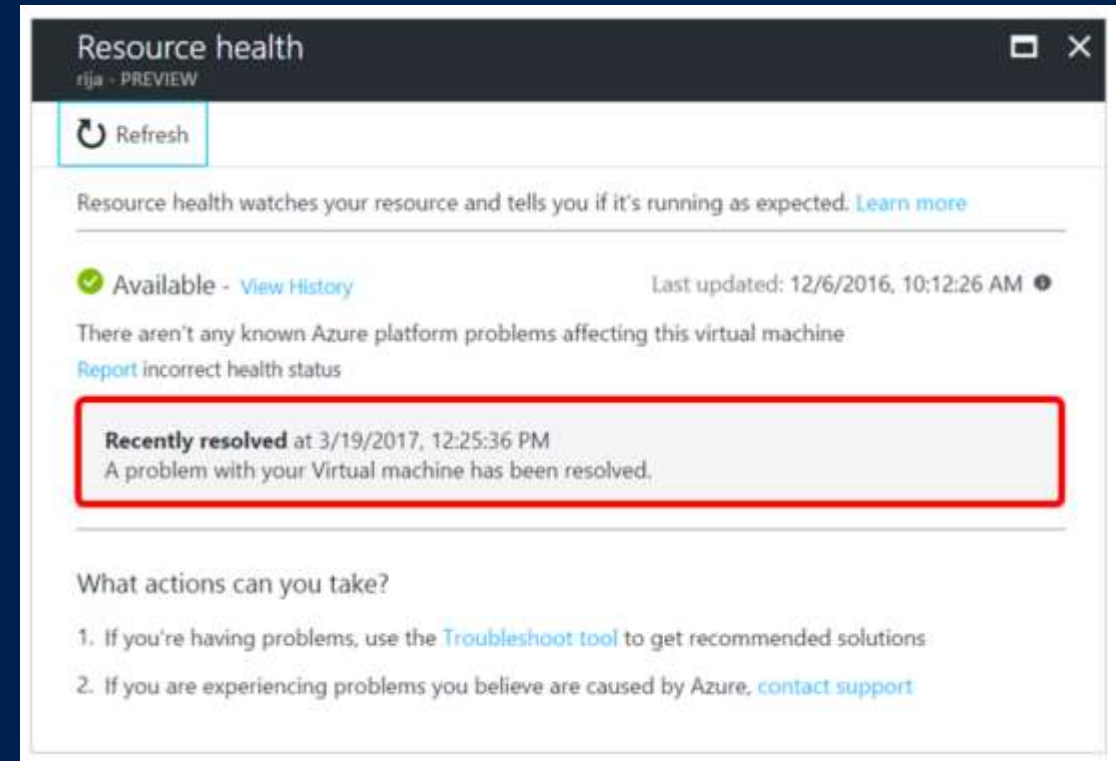 Resource health
rija - PREVIEW
Refresh
Resource health watches your resource and tells you if it's running as expected. Learn more
Available - View History
Last updated: 12/6/2016, 10:12:26 AM
There aren't any known Azure platform problems affecting this virtual machine
Report incorrect health status
Recently resolved at 3/19/2017, 12:25:36 PM
A problem with your Virtual machine has been resolved.
What actions can you take?
1. If you're having problems, use the Troubleshoot tool to get recommended solutions
2. If you are experiencing problems you believe are caused by Azure, contact support